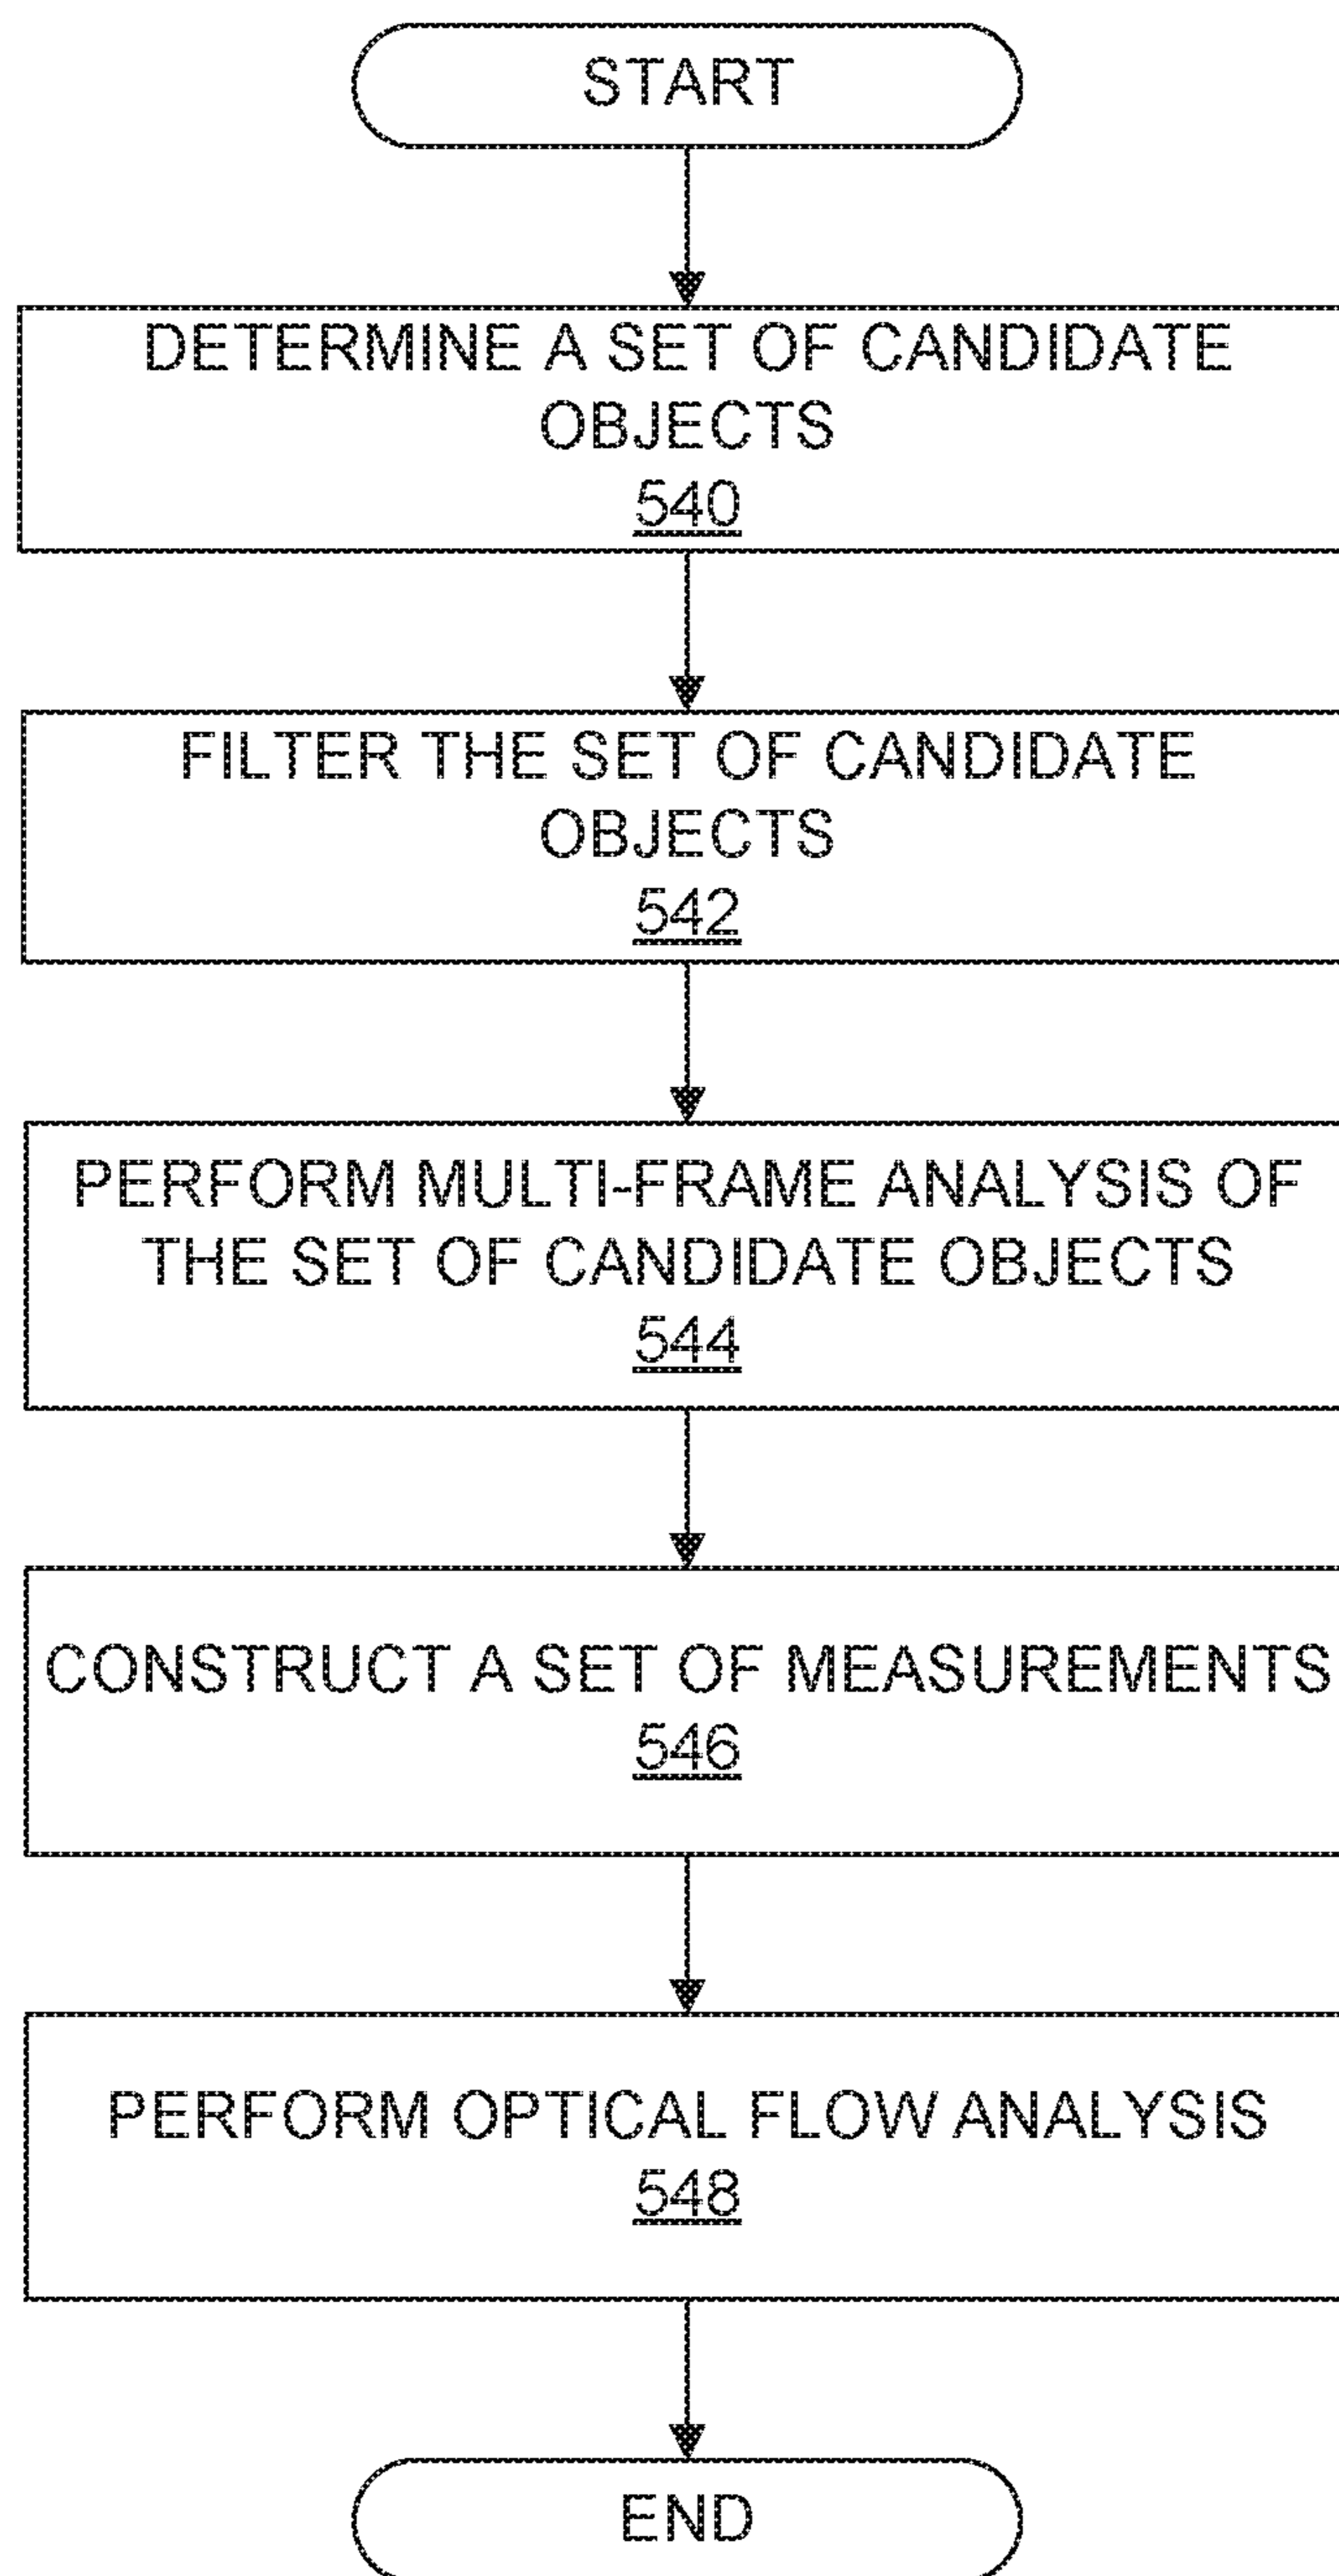 START
DETERMINE A SET OF CANDIDATE
OBJECTS
540
FILTER THE SET OF CANDIDATE
OBJECTS
542
PERFORM MULTI-FRAME ANALYSIS OF
THE SET OF CANDIDATE OBJECTS
544
CONSTRUCT A SET OF MEASUREMENTS
546
PERFORM OPTICAL FLOW ANALYSIS
548
END